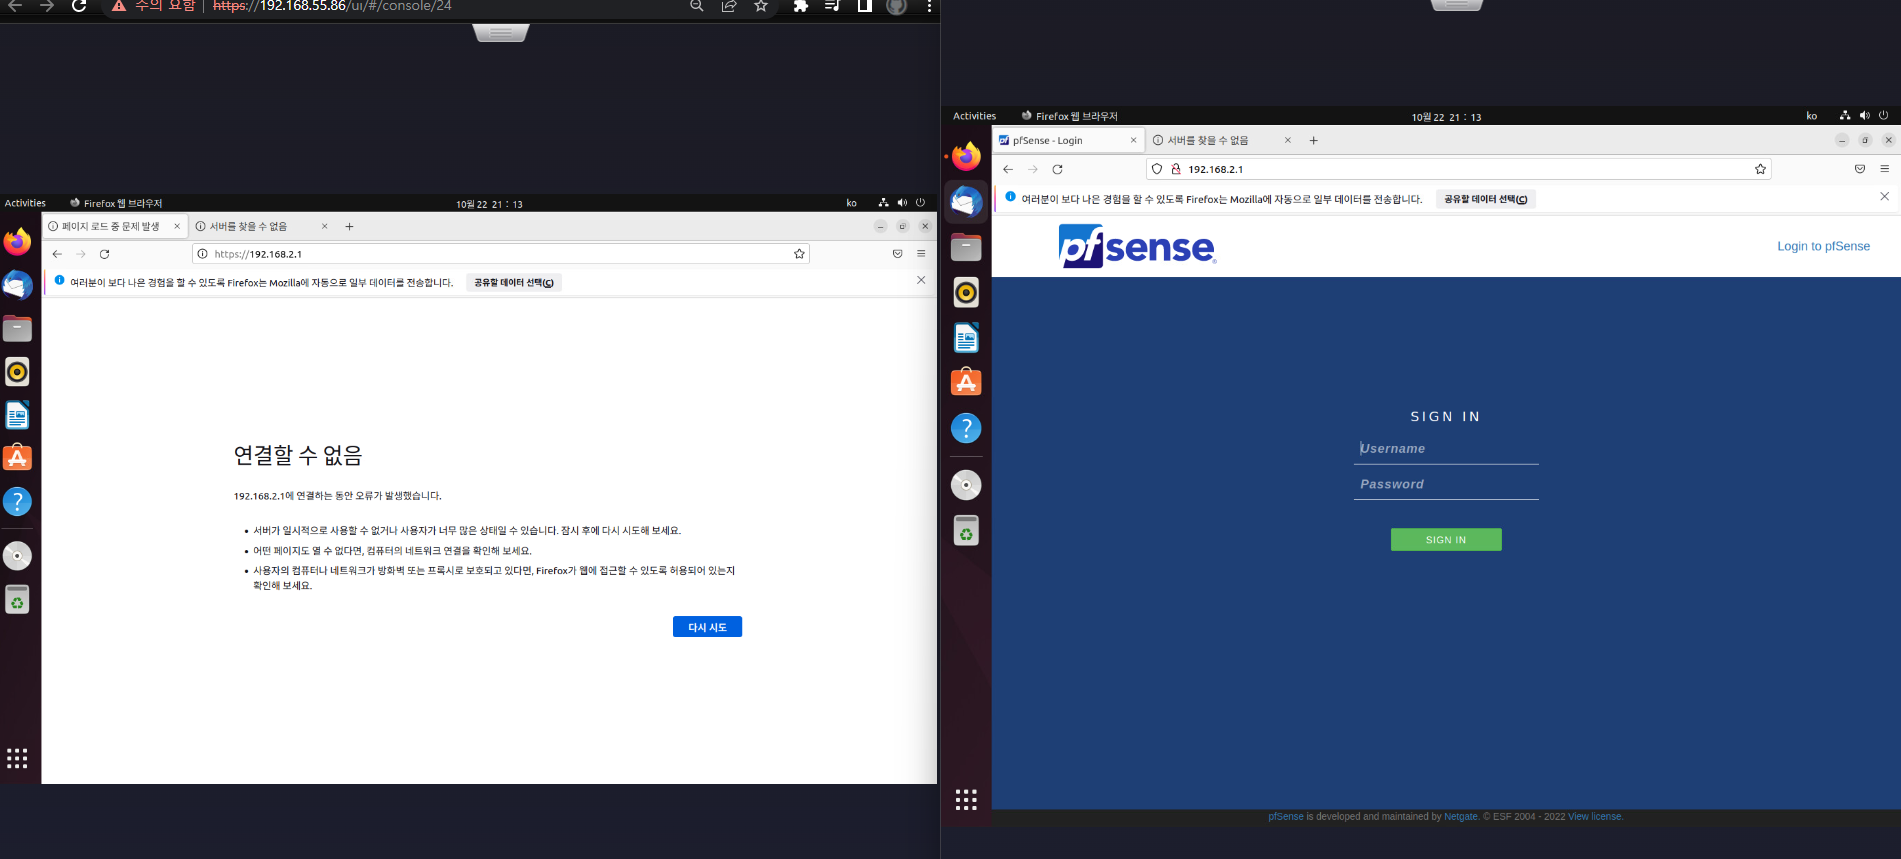 주의 요함 | https://192.168.55.86/ui/#/console/24
Activities
Firefox 웹 브라우저
10월 22 21 : 13
ko
페이지 로드 중 문제 발생
서버를 찾을 수 없음
https://192.168.2.1
여러분이 보다 나은 경험을 할 수 있도록 Firefox는 Mozilla에 자동으로 일부 데이터를 전송합니다.
공유할 데이터 선택(C)
연결할 수 없음
192.168.2.1에 연결하는 동안 오류가 발생했습니다.
서버가 일시적으로 사용할 수 없거나 사용자가 너무 많은 상태일 수 있습니다. 잠시 후에 다시 시도해 보세요.
어떤 페이지도 열 수 없다면, 컴퓨터의 네트워크 연결을 확인해 보세요.
사용자의 컴퓨터나 네트워크가 방화벽 또는 프록시로 보호되고 있다면, Firefox가 웹에 접근할 수 있도록 허용되어 있는지
확인해 보세요.
다시 시도
Activities
Firefox 웹 브라우저
10월 22 21 : 13
ko
pfSense - Login
서버를 찾을 수 없음
192.168.2.1
여러분이 보다 나은 경험을 할 수 있도록 Firefox는 Mozilla에 자동으로 일부 데이터를 전송합니다.
공유할 데이터 선택(C)
pfsense
Login to pfSense
SIGN IN
Username
Password
SIGN IN
pfSense is developed and maintained by Netgate. © ESF 2004 - 2022 View license.